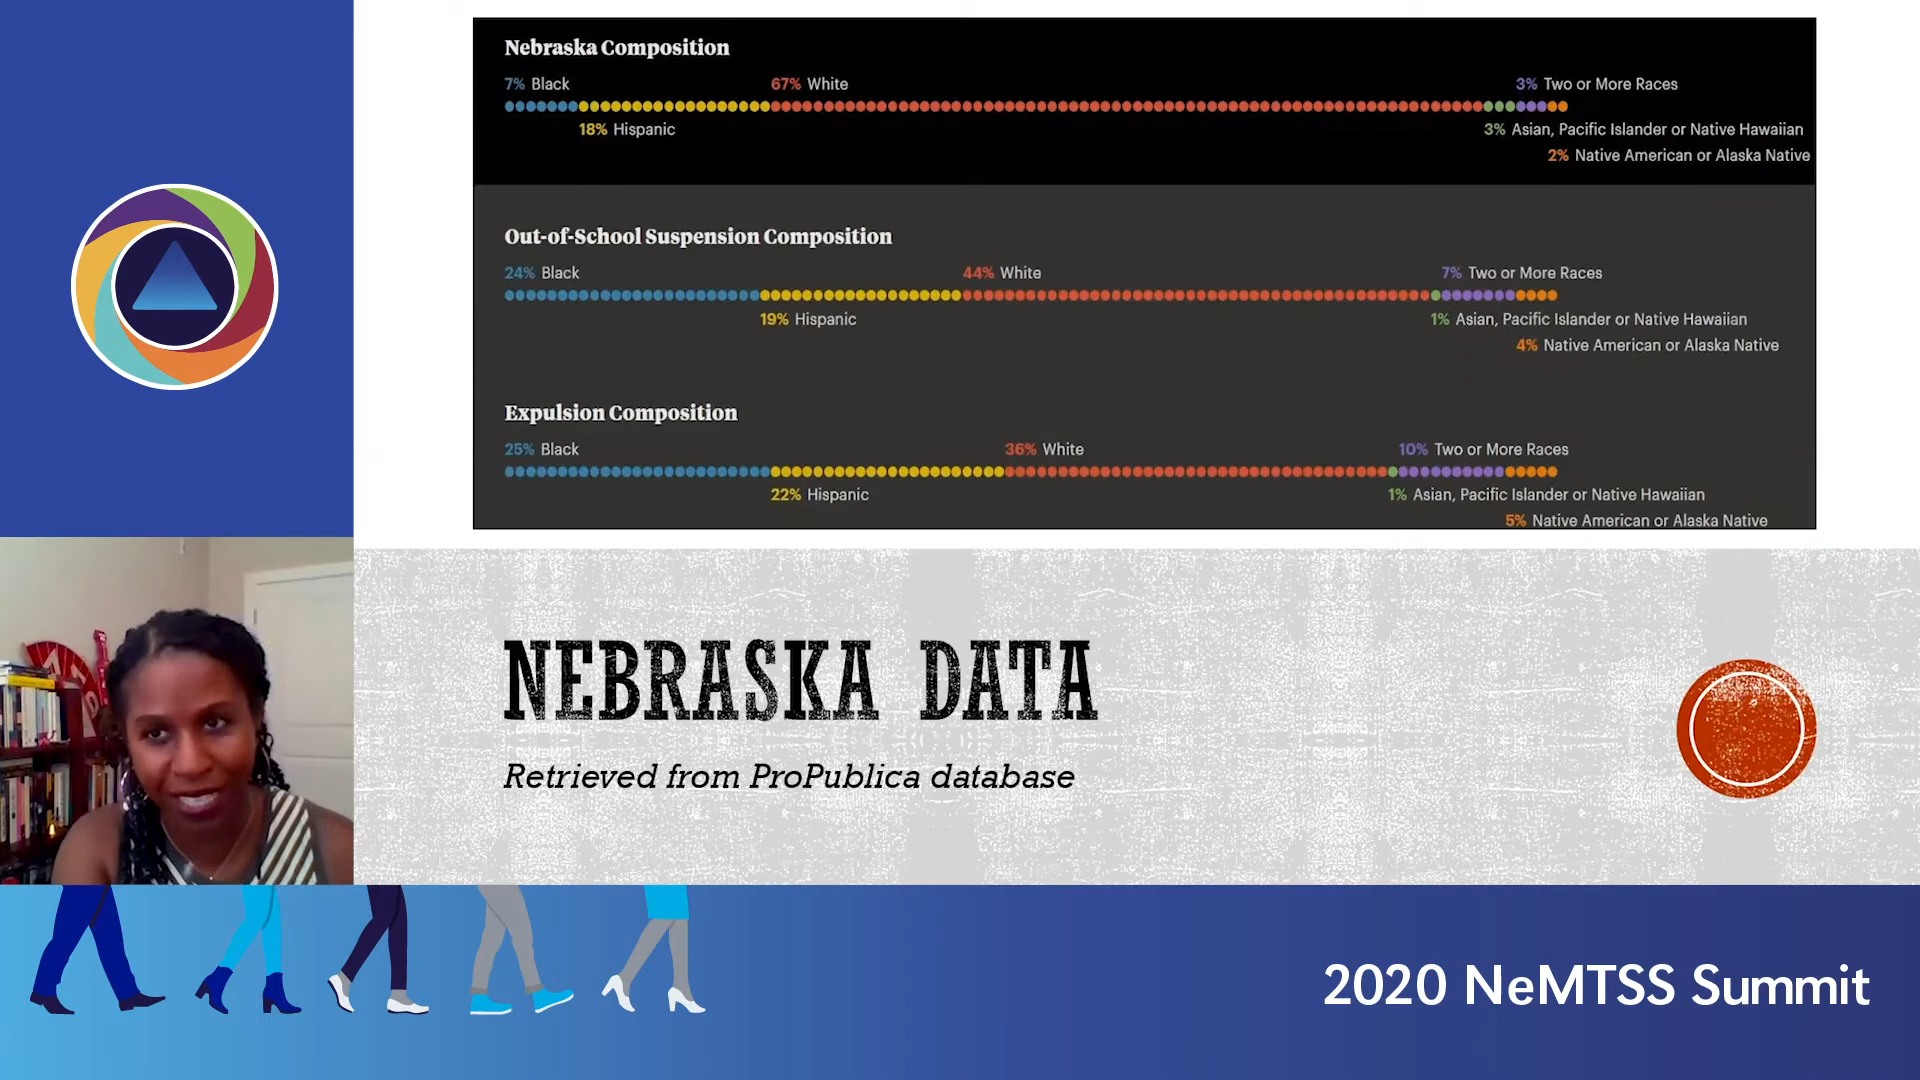 Nebraska Composition
7% Black
67% White
3% Two or More Races
18% Hispanic
3% Asian, Pacific Islander or Native Hawaiian
2% Native American or Alaska Native
Out-of-School Suspension Composition
24% Black
44% White
7% Two or More Races
19% Hispanic
1% Asian, Pacific Islander or Native Hawaiian
4% Native American or Alaska Native
Expulsion Composition
25% Black
36% White
10% Two or More Races
22% Hispanic
1% Asian, Pacific Islander or Native Hawaiian
5% Native American or Alaska Native
NEBRASKA DATA
Retrieved from ProPublica database
2020 NeMTSS Summit